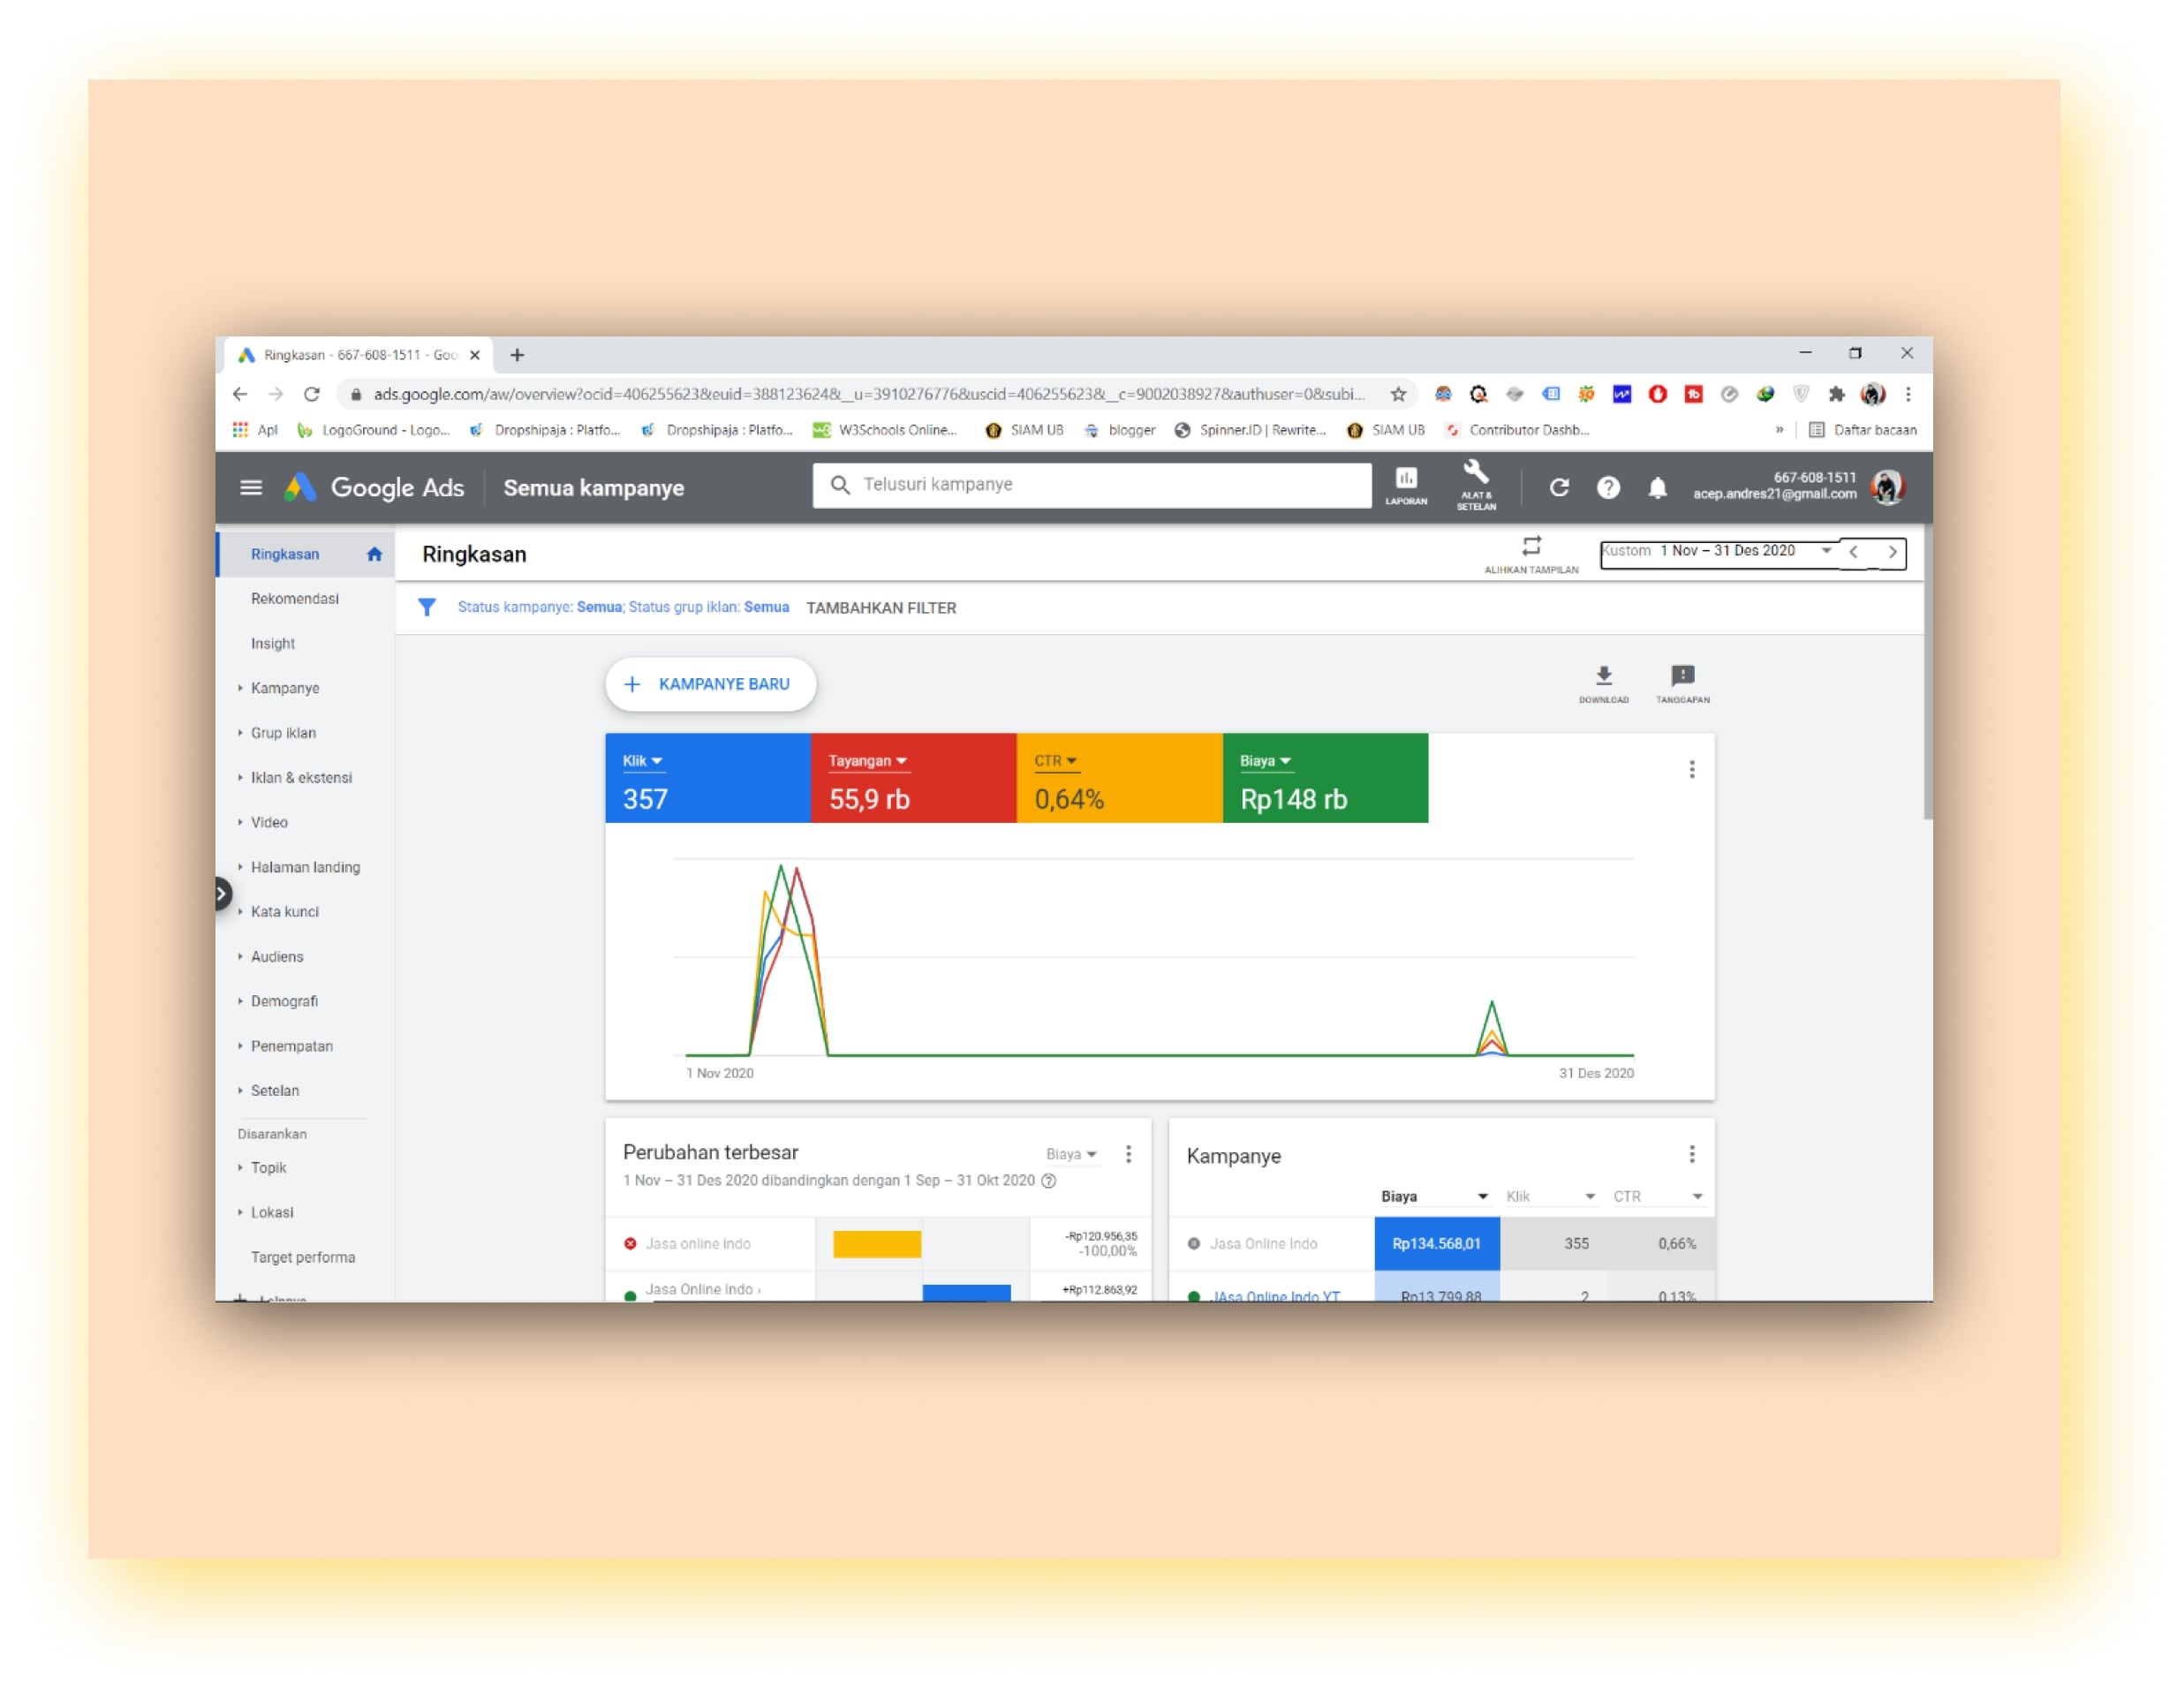 Ringkasan - 667-608-1511 - Goo
ads.google.com/aw/overview?ocid=406255623&euid=388123624&__u=3910276776&uscid=406255623&__c=9002038927&authuser=0&subi...
Apl LogoGround - Logo... Dropshipaja : Platfo... Dropshipaja : Platfo... W3Schools Online... SIAM UB blogger Spinner.ID | Rewrite... SIAM UB Contributor Dashb... » Daftar bacaan
Google Ads Semua kampanye Telusuri kampanye LAPORAN ALAT & SETELAN
667-608-1511
acep.andres21@gmail.com
Ringkasan
Rekomendasi
Insight
Kampanye
Grup iklan
Iklan & ekstensi
Video
Halaman landing
Kata kunci
Audiens
Demografi
Penempatan
Setelan
Disarankan
Topik
Lokasi
Target performa
Ringkasan
ALIHKAN TAMPILAN
Kustom 1 Nov – 31 Des 2020
Status kampanye: Semua; Status grup iklan: Semua TAMBAHKAN FILTER
KAMPANYE BARU
DOWNLOAD TANGGAPAN
Klik Tayangan CTR Biaya
357 55,9 rb 0,64% Rp148 rb
1 Nov 2020 31 Des 2020
Perubahan terbesar
Biaya
1 Nov – 31 Des 2020 dibandingkan dengan 1 Sep – 31 Okt 2020
Jasa online Indo -Rp120.956,35
-100,00%
Jasa Online Indo › +Rp112.863,92
Kampanye
Biaya Klik CTR
Jasa Online Indo Rp134.568,01 355 0,66%
JAsa Online Indo YT Rp13.799,88 2 0,13%